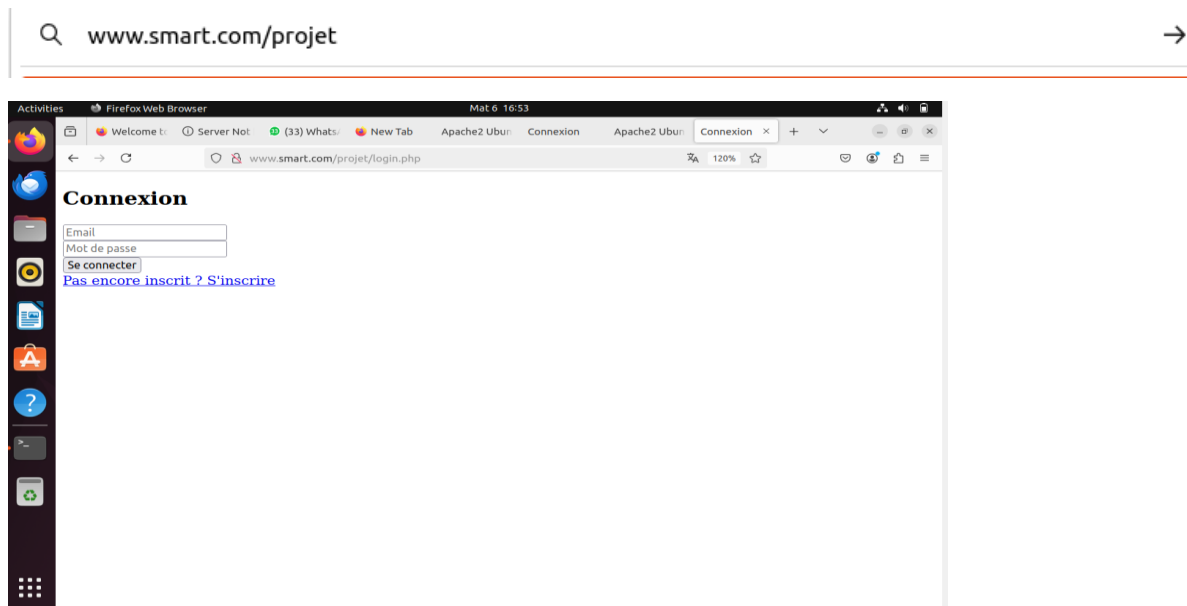 www.smart.com/projet
Activities Firefox Web Browser Mat 6 16:53
Welcome t Server Not (33) Whats New Tab Apache2 Ubun Connexion Apache2 Ubun Connexion
www.smart.com/projet/login.php 120%
Connexion
Email
Mot de passe
Se connecter
Pas encore inscrit ? S'inscrire